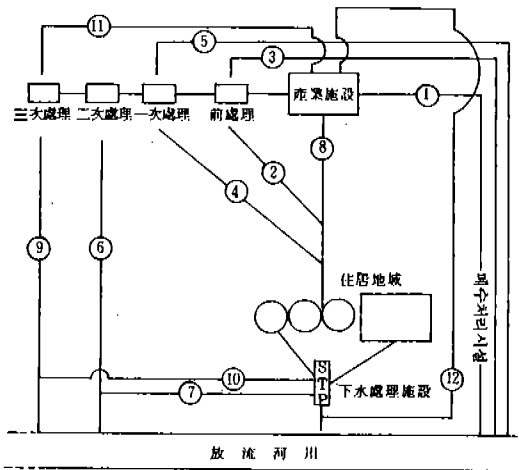 ⑪
⑤
③
三次處理
二次處理
一次處理
前處理
産業施設
①
②
⑧
④
⑨
⑥
住居地域
폐수처리시설
⑩
⑦
STP
下水處理施設
⑫
放流河川